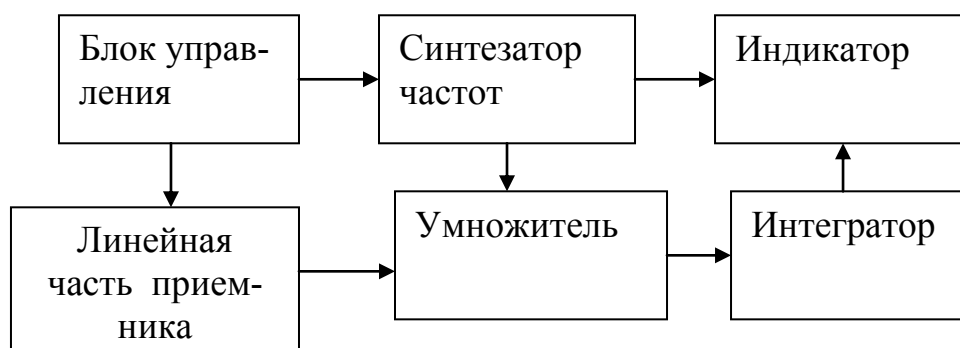 Блок управ-
ления
Синтезатор
частот
Индикатор
Линейная
часть прием-
ника
Умножитель
Интегратор